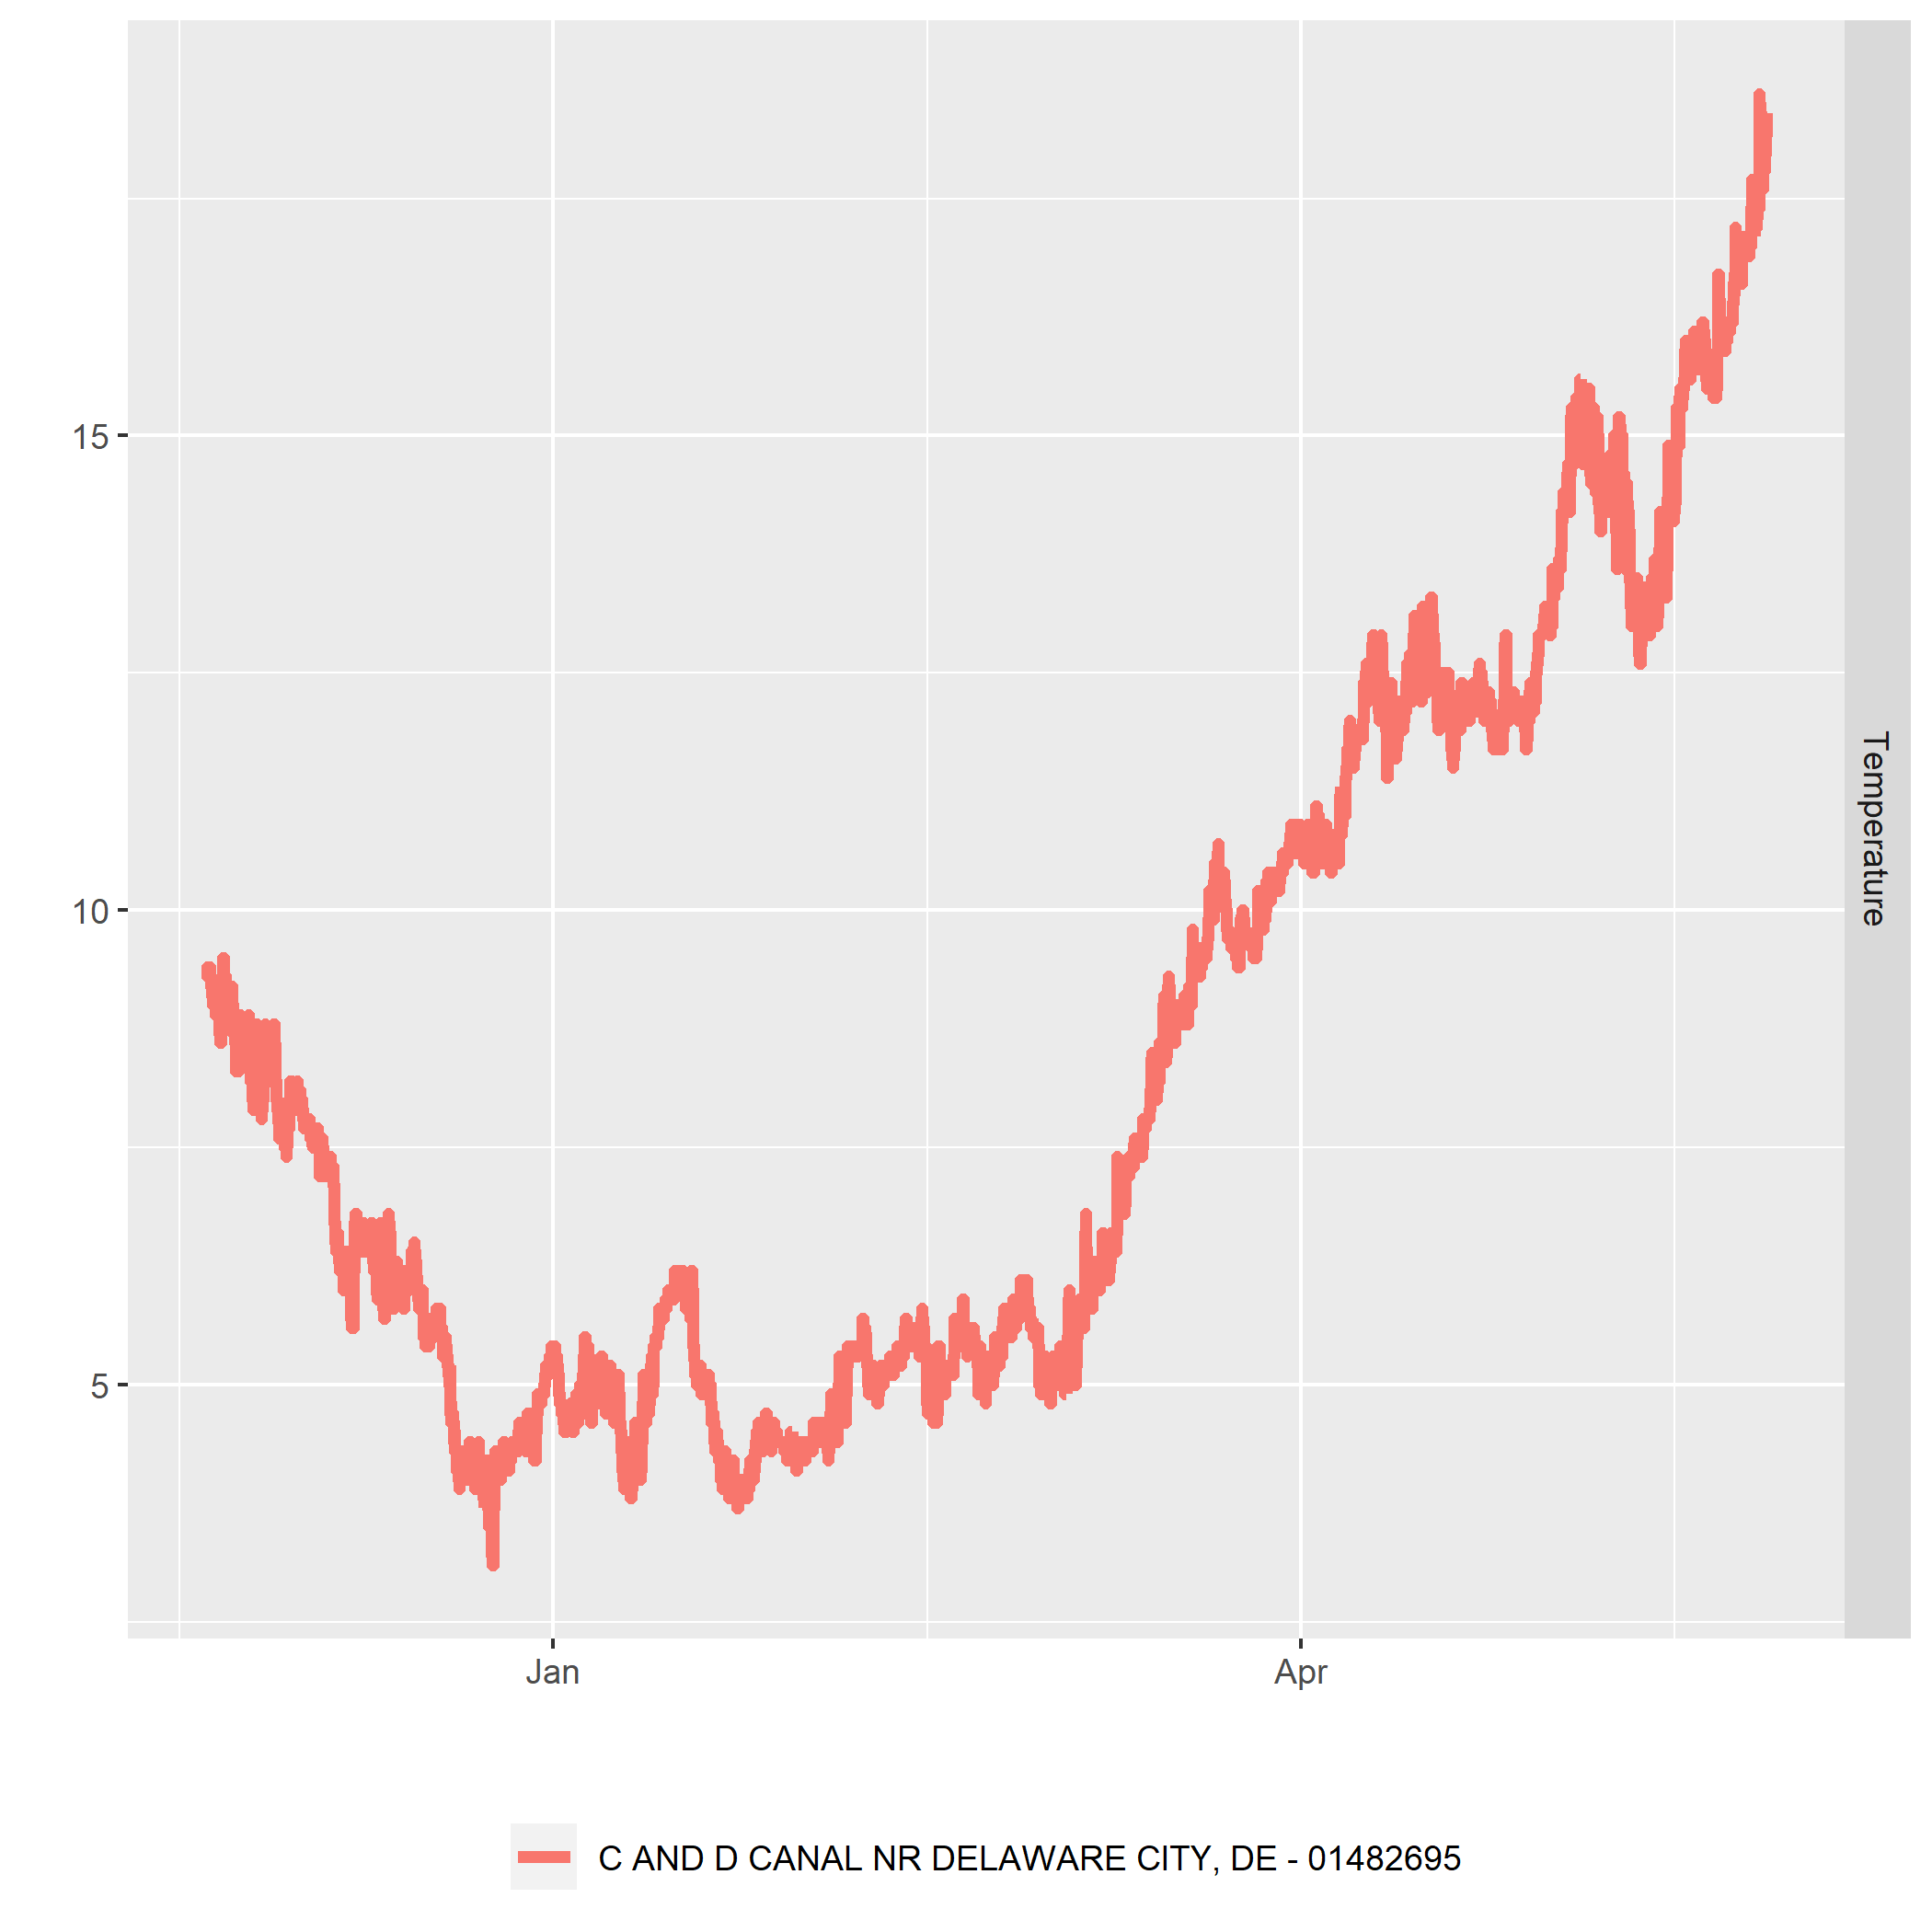 15
10
5
Temperature
Jan
Apr
C AND D CANAL NR DELAWARE CITY, DE - 01482695